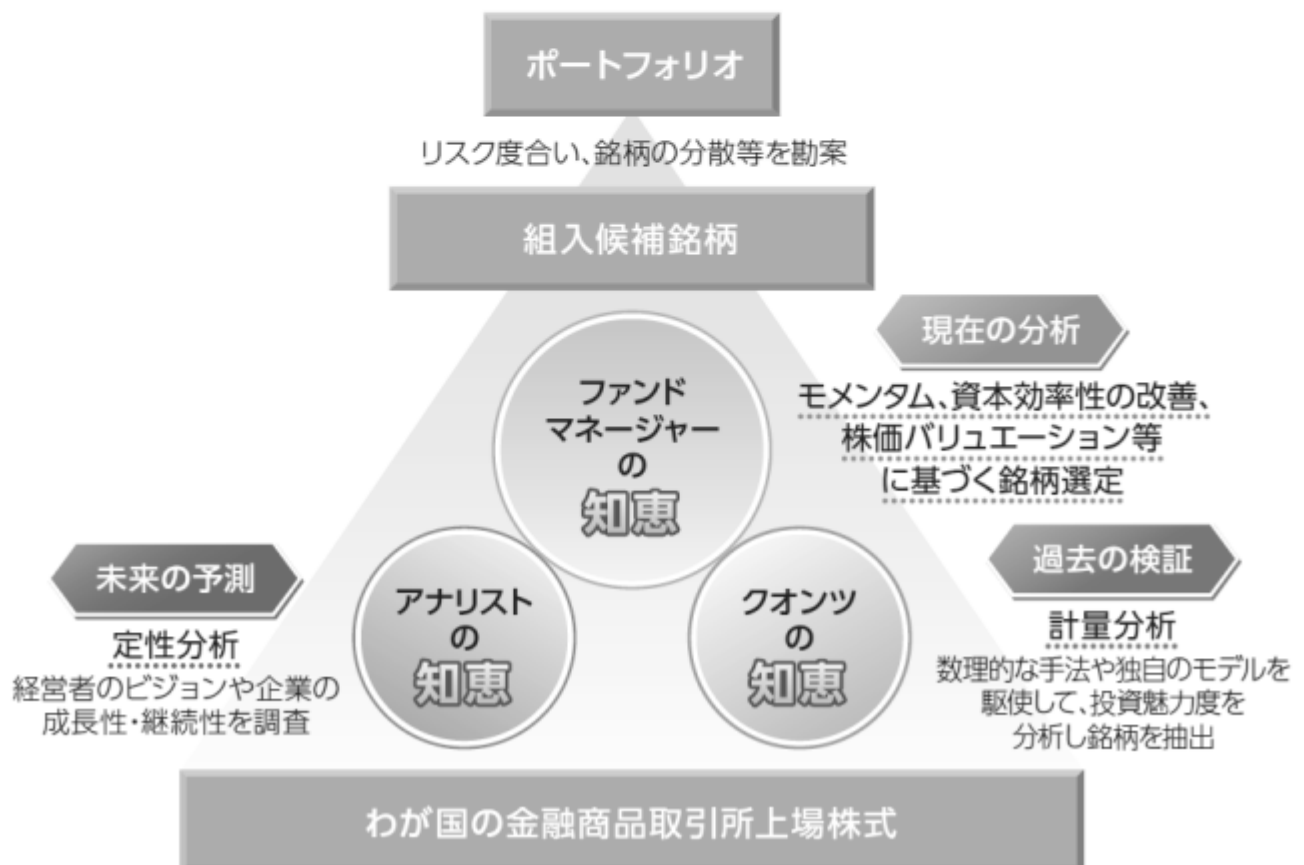 ポートフォリオ
リスク度合い、銘柄の分散等を勘案
組入候補銘柄
現在の分析
モメンタム、資本効率性の改善、
株価バリュエーション等
に基づく銘柄選定
ファンド
マネージャー
の
知恵
未来の予測
定性分析
経営者のビジョンや企業の
成長性・継続性を調査
アナリスト
の
知恵
クオンツ
の
知恵
過去の検証
計量分析
数理的な手法や独自のモデルを
駆使して、投資魅力度を
分析し銘柄を抽出
わが国の金融商品取引所上場株式